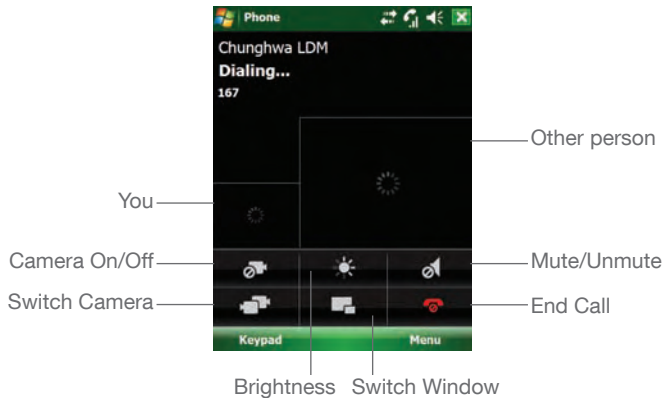 Phone
Chunghwa LDM
Dialing...
167
Other person
You
Camera On/Off
Mute/Unmute
Switch Camera
End Call
Keypad
Menu
Brightness
Switch Window